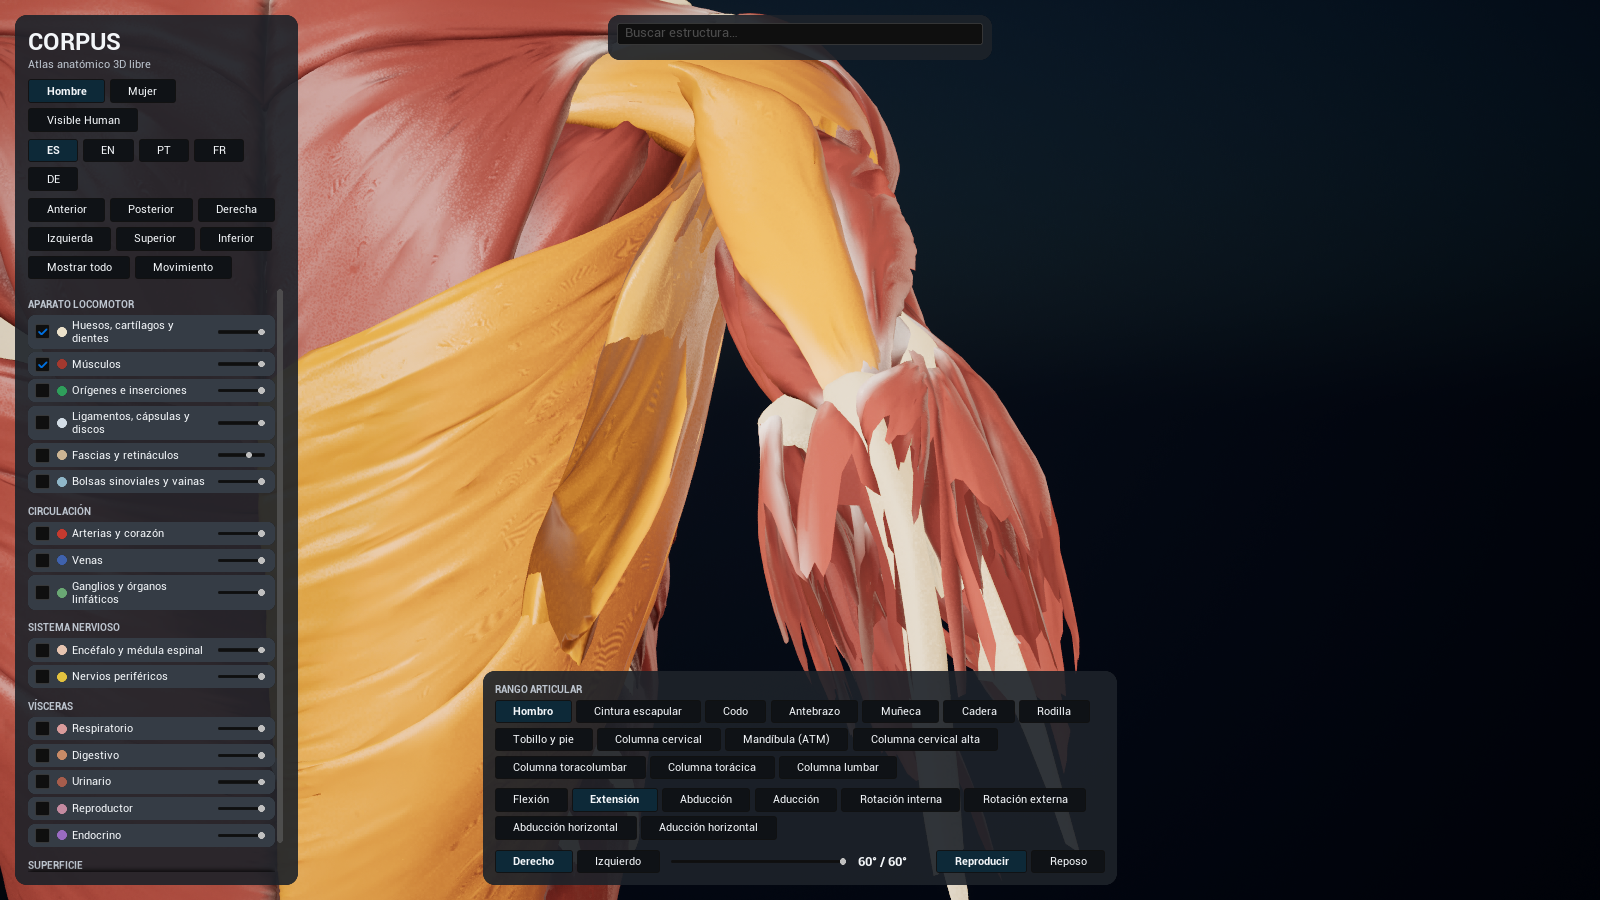 CORPUS
Atlas anatómico 3D libre
Hombre
Mujer
Visible Human
ES
EN
PT
FR
DE
Anterior
Posterior
Derecha
Izquierda
Superior
Inferior
Mostrar todo
Movimiento
APARATO LOCOMOTOR
Huesos, cartílagos y
dientes
Músculos
Orígenes e inserciones
Ligamentos, cápsulas y
discos
Fascias y retináculos
Bolsas sinoviales y vainas
CIRCULACIÓN
Arterias y corazón
Venas
Ganglios y órganos
linfáticos
SISTEMA NERVIOSO
Encéfalo y médula espinal
Nervios periféricos
VÍSCERAS
Respiratorio
Digestivo
Urinario
Reproductor
Endocrino
SUPERFICIE
Buscar estructura...
RANGO ARTICULAR
Hombro
Cintura escapular
Codo
Antebrazo
Muñeca
Cadera
Rodilla
Tobillo y pie
Columna cervical
Mandíbula (ATM)
Columna cervical alta
Columna toracolumbar
Columna torácica
Columna lumbar
Flexión
Extensión
Abducción
Aducción
Rotación interna
Rotación externa
Abducción horizontal
Aducción horizontal
Derecho
Izquierdo
60° / 60°
Reproducir
Reposo